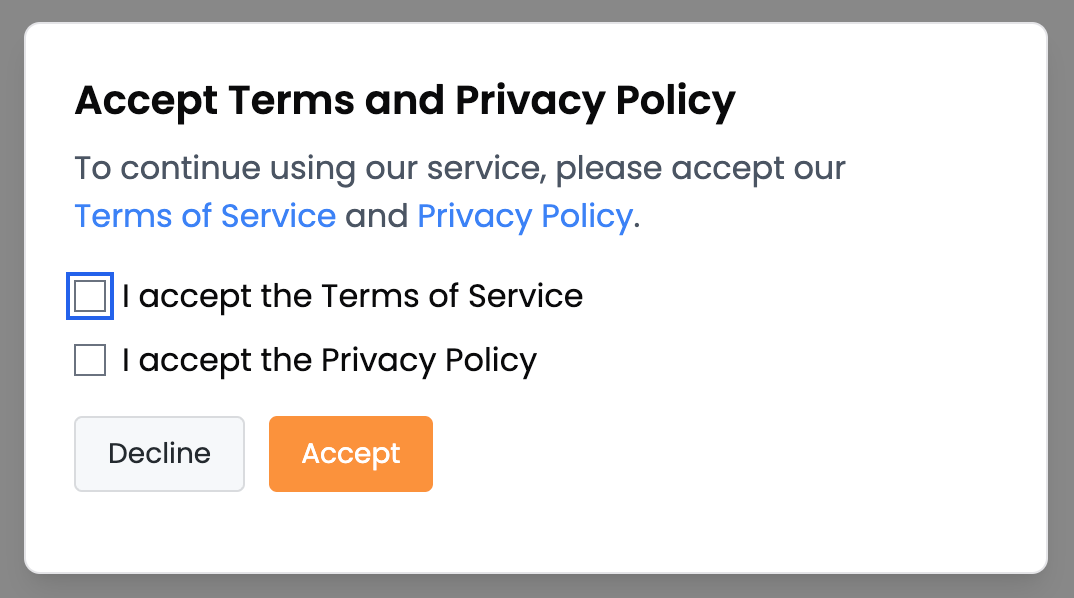 Accept Terms and Privacy Policy
To continue using our service, please accept our
Terms of Service and Privacy Policy.
I accept the Terms of Service
I accept the Privacy Policy
Decline
Accept